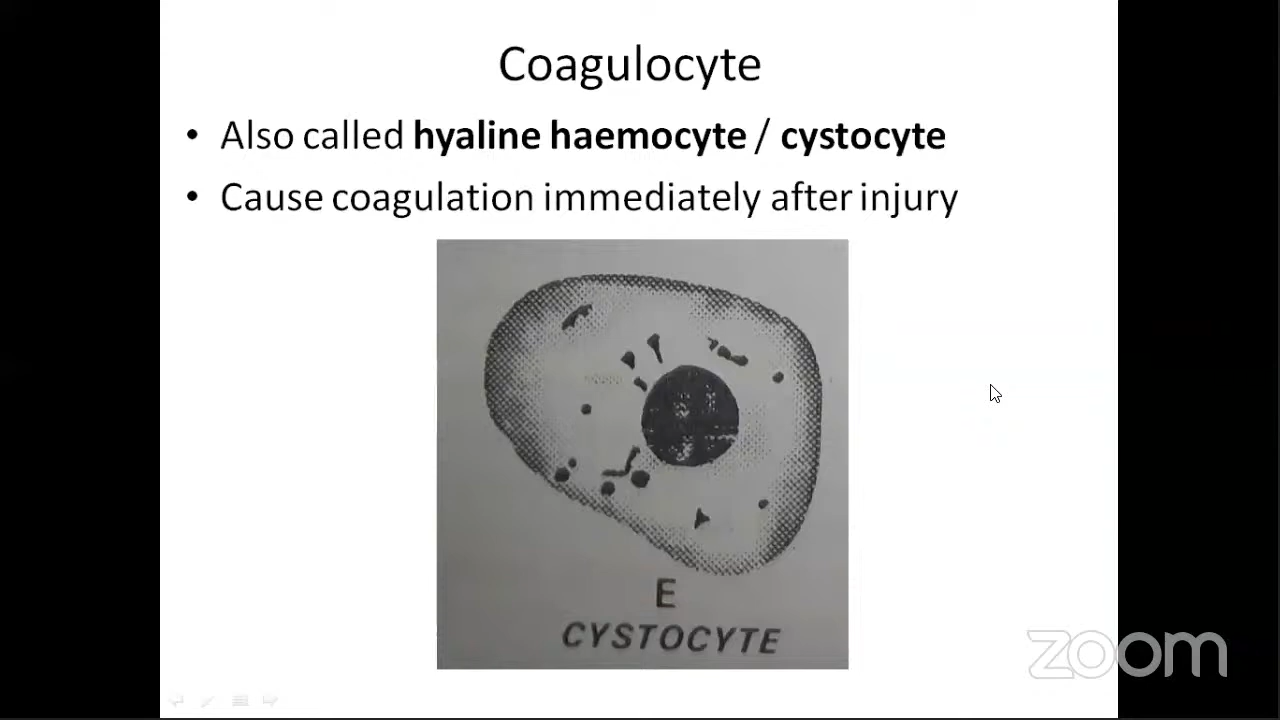 Coagulocyte
• Also called hyaline haemocyte / cystocyte
• Cause coagulation immediately after injury
E
CYSTOCYTE
zoom